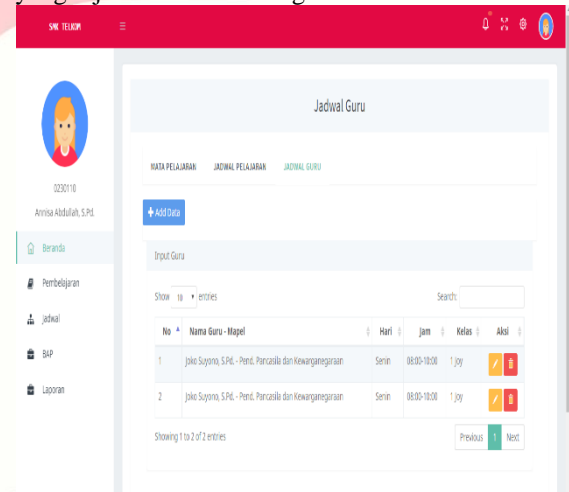 SMK TELKOM
Jadwal Guru
MATA PELAJARAN JADWAL PELAJARAN JADWAL GURU
0230110
Annisa Abdullah, S.Pd.
+ Add Data
Beranda
Input Guru
Pembelajaran
Show 10 entries Search:
Jadwal
No Nama Guru - Mapel Hari Jam Kelas Aksi
BAP
1 Joko Suyono, S.Pd. - Pend. Pancasila dan Kewarganegaraan Senin 08:00-10:00 1 Joy
Laporan
2 Joko Suyono, S.Pd. - Pend. Pancasila dan Kewarganegaraan Senin 08:00-10:00 1 Joy
Showing 1 to 2 of 2 entries Previous 1 Next